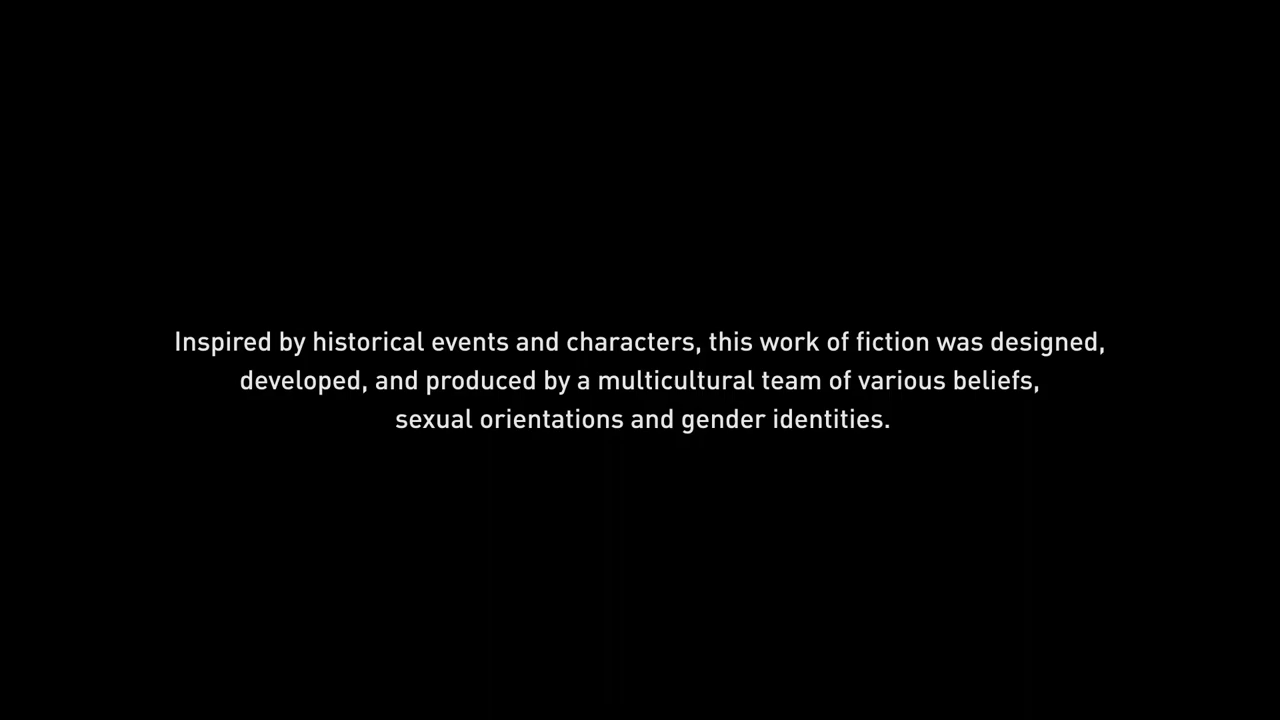 Inspired by historical events and characters, this work of fiction was designed,
developed, and produced by a multicultural team of various beliefs,
sexual orientations and gender identities.